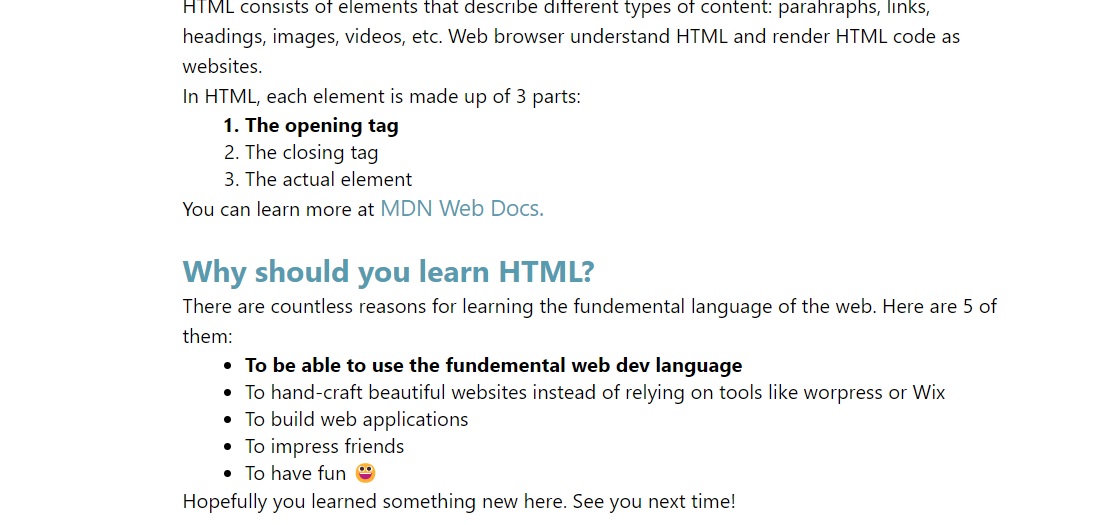 HTML consists of elements that describe different types of content: parahraphs, links,
headings, images, videos, etc. Web browser understand HTML and render HTML code as
websites.
In HTML, each element is made up of 3 parts:
1. The opening tag
2. The closing tag
3. The actual element
You can learn more at MDN Web Docs.
Why should you learn HTML?
There are countless reasons for learning the fundemental language of the web. Here are 5 of
them:
• To be able to use the fundemental web dev language
• To hand-craft beautiful websites instead of relying on tools like worpress or Wix
• To build web applications
• To impress friends
• To have fun 😀
Hopefully you learned something new here. See you next time!